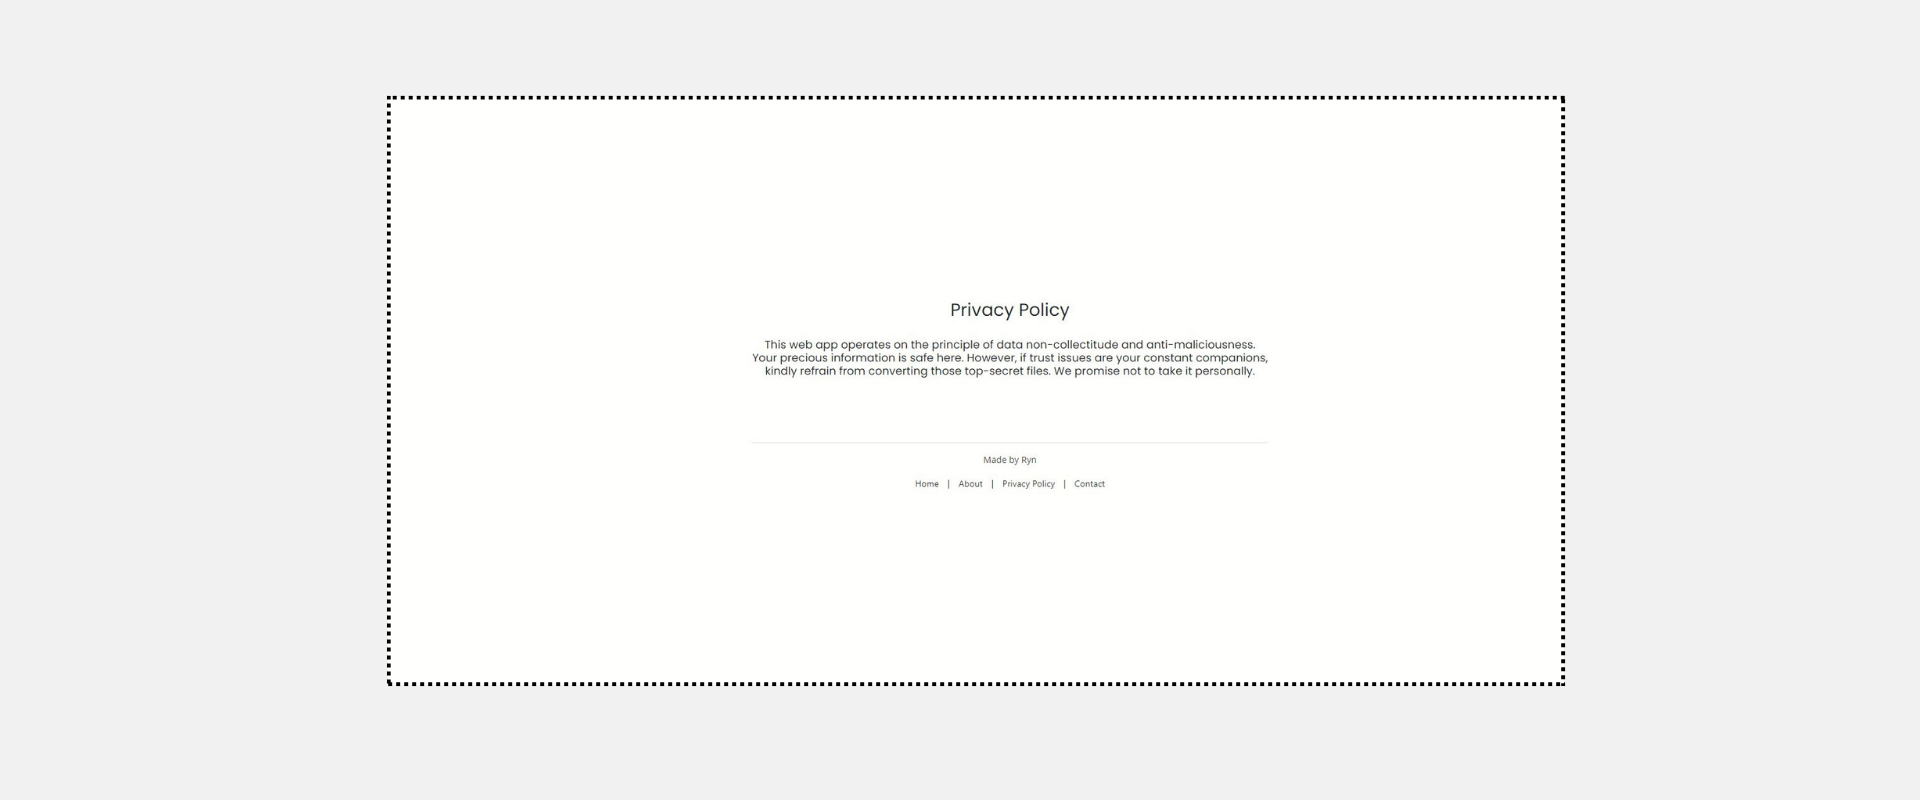 Privacy Policy
This web app operates on the principle of data non-collectitude and anti-maliciousness.
Your precious information is safe here. However, if trust issues are your constant companions,
kindly refrain from converting those top-secret files. We promise not to take it personally.
Made by Ryn
Home | About | Privacy Policy | Contact